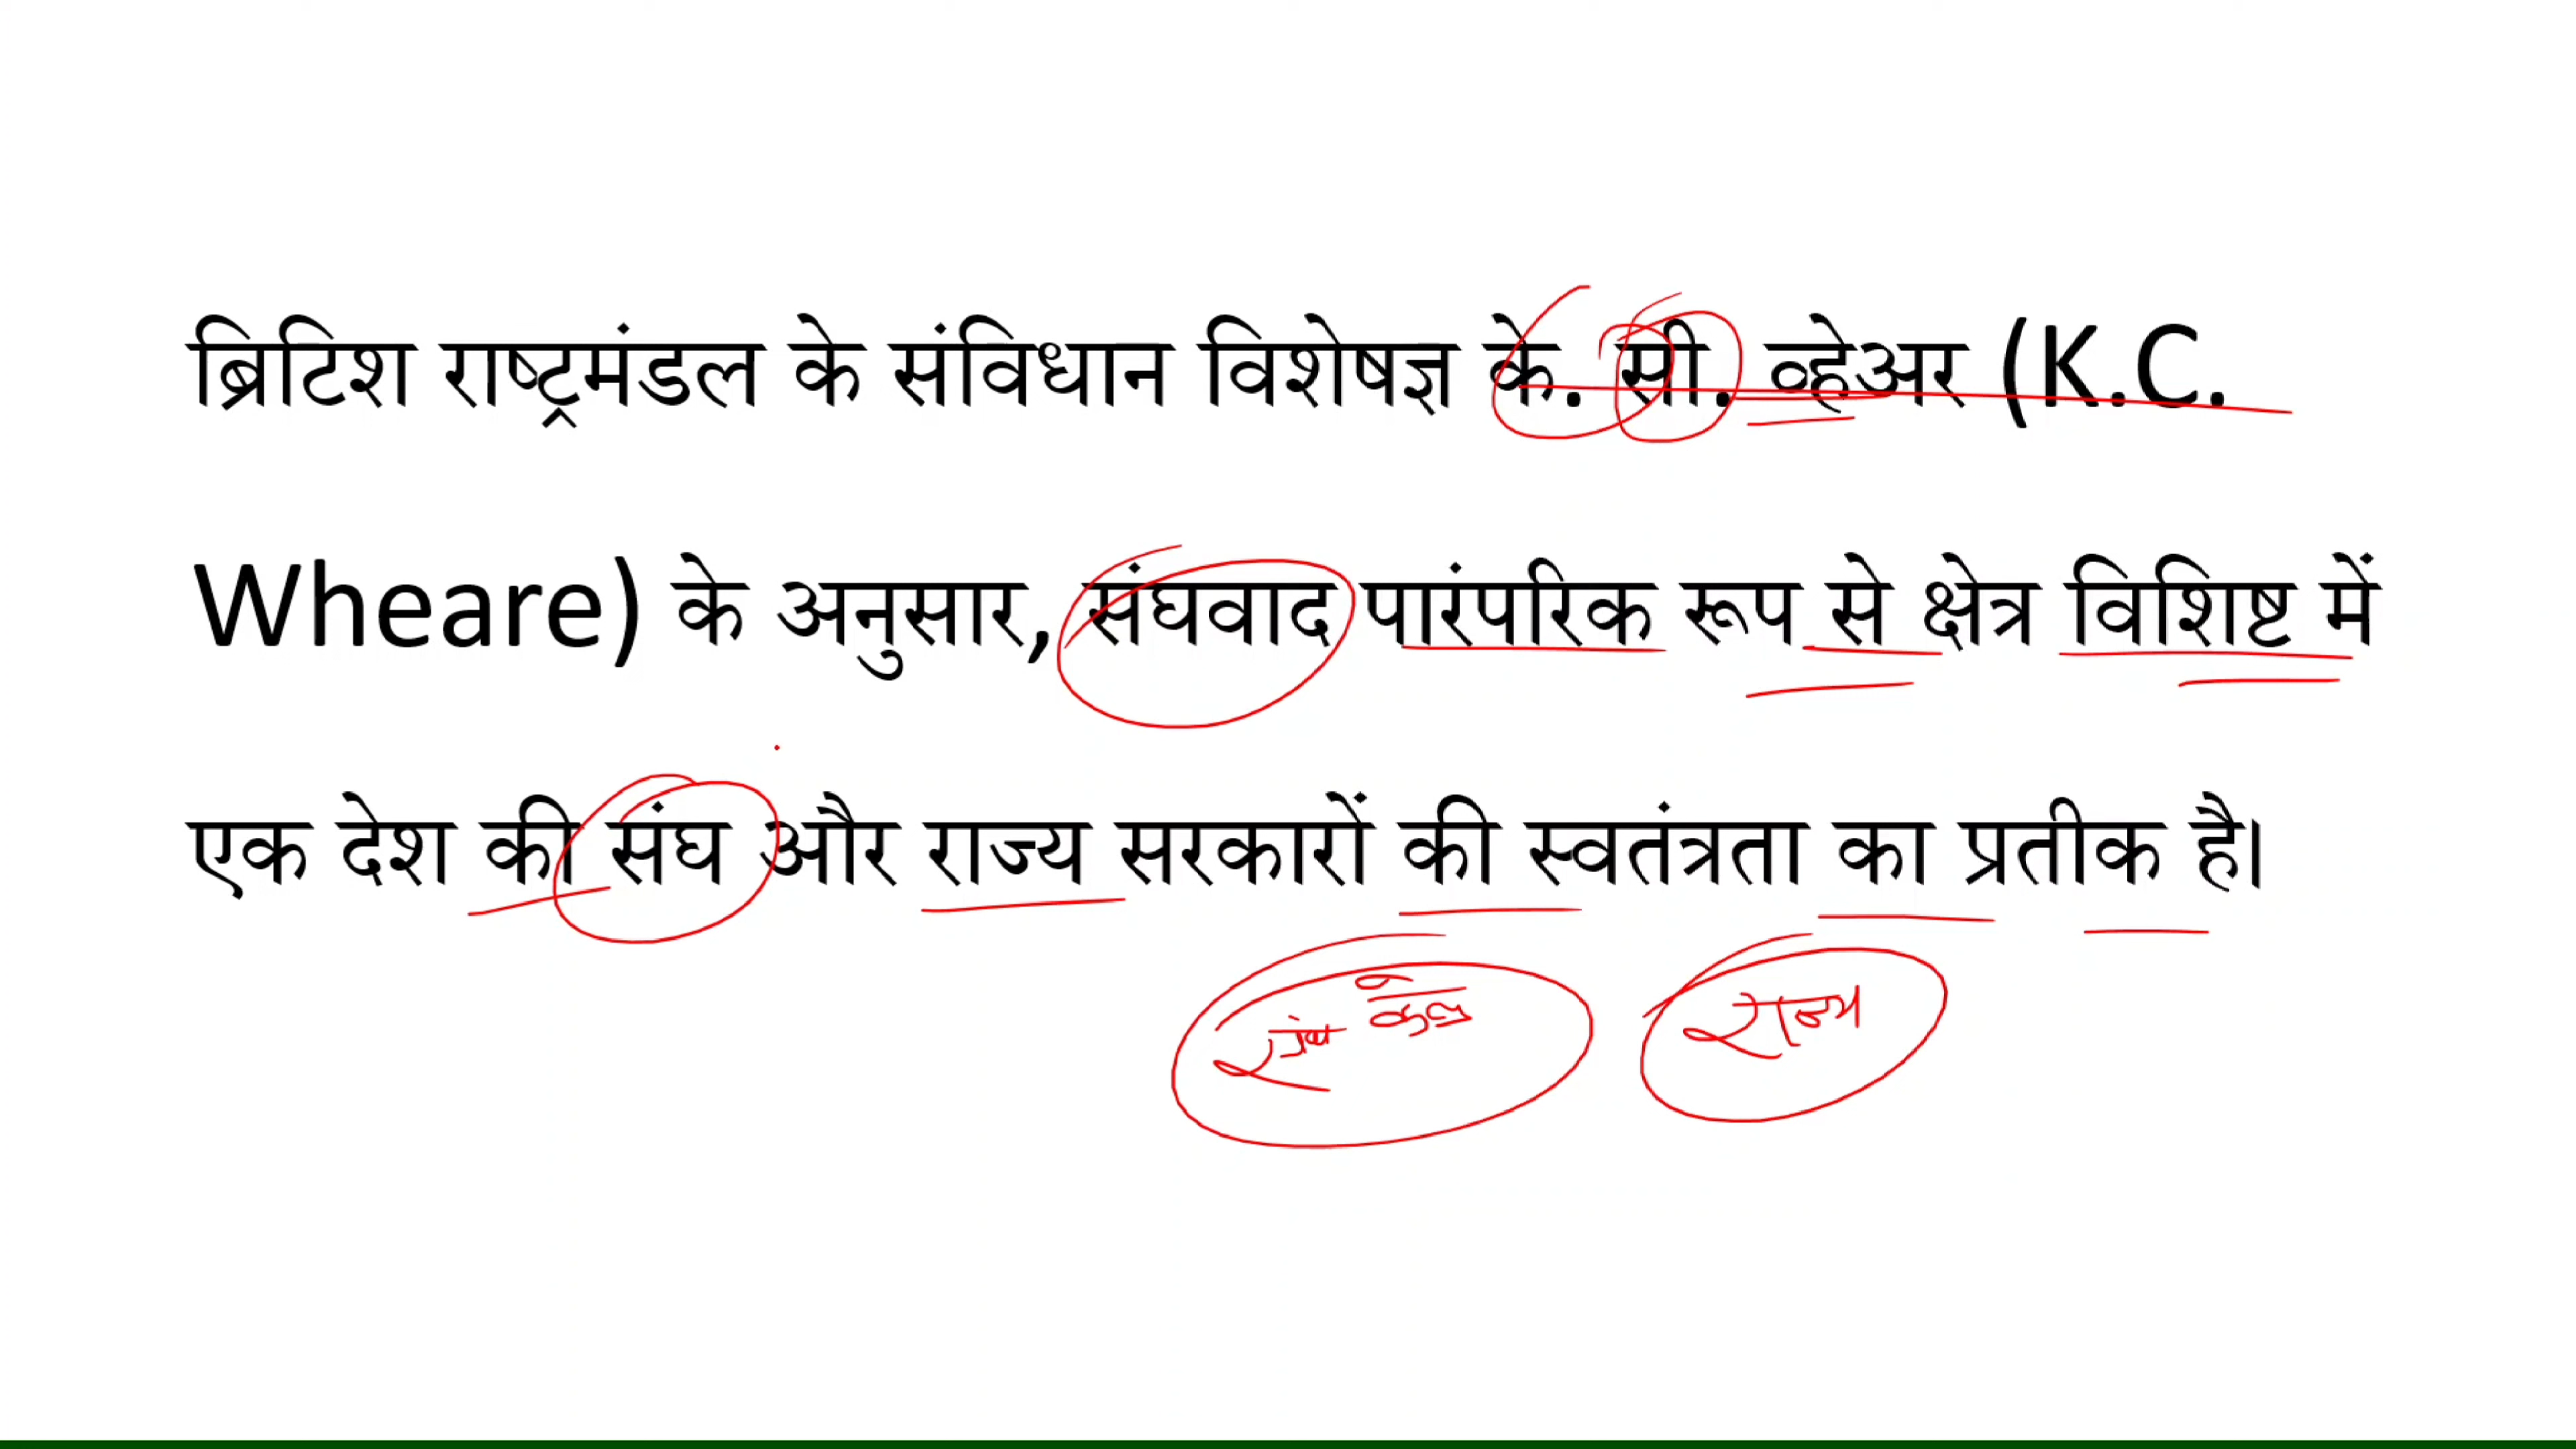 ब्रिटिश राष्ट्रमंडल के संविधान विशेषज्ञ के. सी. व्हेअर (K.C.
Wheare) के अनुसार, संघवाद पारंपरिक रूप से क्षेत्र विशिष्ट में
एक देश की संघ और राज्य सरकारों की स्वतंत्रता का प्रतीक है।
संघ राज्य